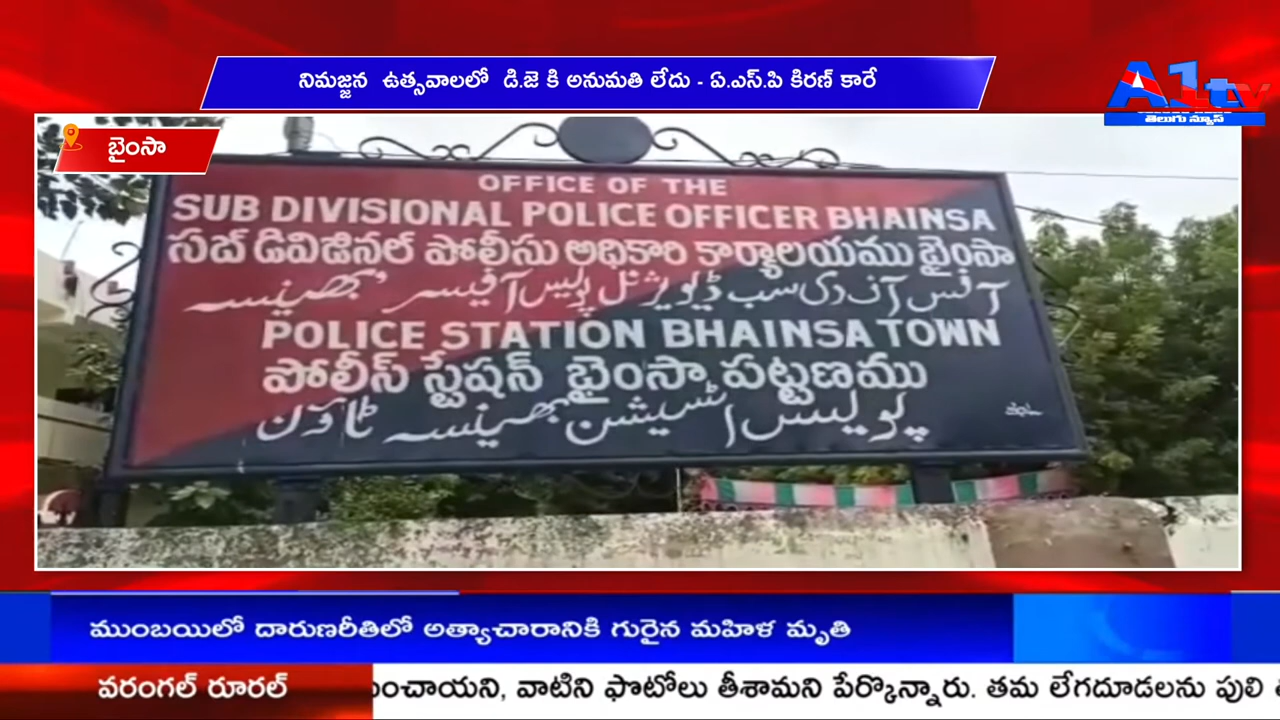 నిమజ్జన ఉత్సవాలలో డి.జె కి అనుమతి లేదు - ఏ.ఎస్.పి కిరణ్ కారే
A1tv
తెలుగు న్యూస్
బైంసా
OFFICE OF THE
SUB DIVISIONAL POLICE OFFICER BHAINSA
సబ్ డివిజినల్ పోలీసు అధికారి కార్యాలయము భైంసా
آفس آف دی سب ڈیویژنل پولیس آفیسر بھینسہ
POLICE STATION BHAINSA TOWN
పోలీస్ స్టేషన్ భైంసా పట్టణము
پولیس اسٹیشن بھینسہ ٹاؤن
ముంబయిలో దారుణరీతిలో అత్యాచారానికి గురైన మహిళ మృతి
వరంగల్ రూరల్
ంచాయని, వాటిని ఫొటోలు తీశామని పేర్కొన్నారు. తమ లేగదూడలను పులి